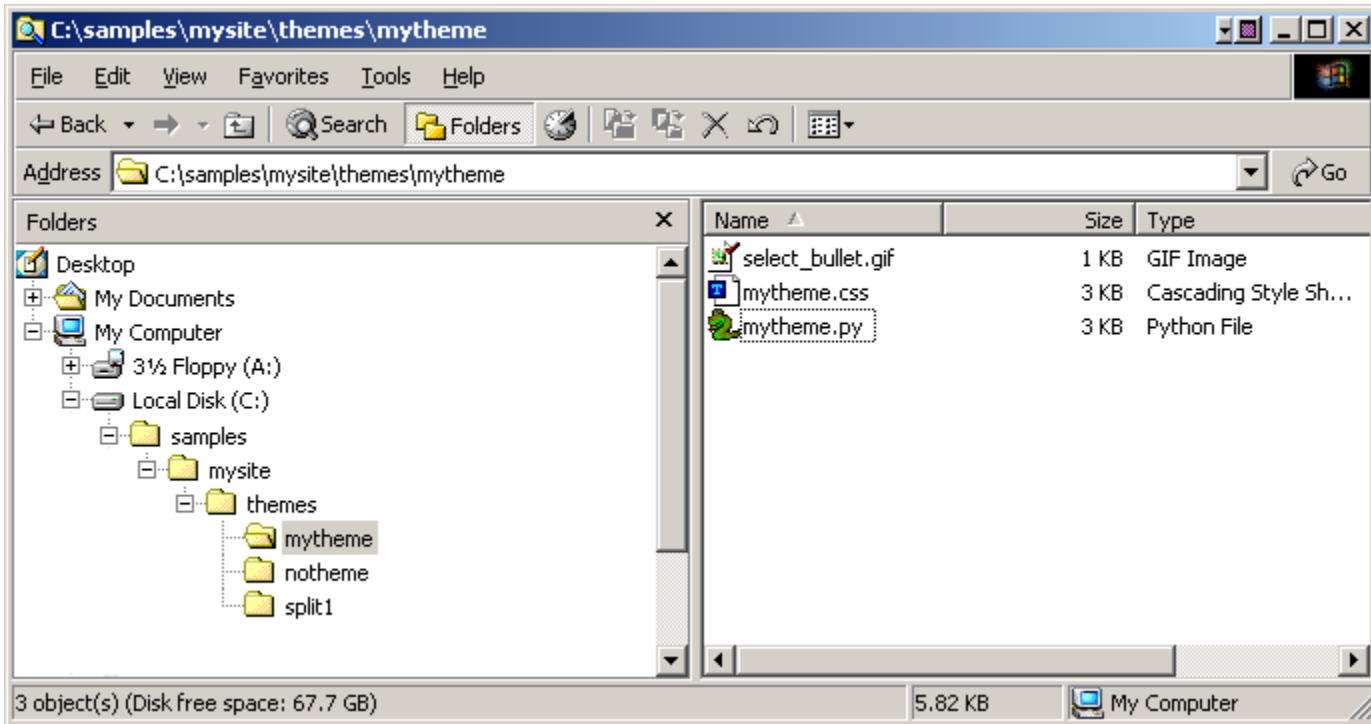 C:\samples\mysite\themes\mytheme
File Edit View Favorites Tools Help
Back Search Folders
Address C:\samples\mysite\themes\mytheme Go
Folders
Desktop
My Documents
My Computer
3½ Floppy (A:)
Local Disk (C:)
samples
mysite
themes
mytheme
notheme
split1
Name Size Type
select_bullet.gif 1 KB GIF Image
mytheme.css 3 KB Cascading Style Sh...
mytheme.py 3 KB Python File
3 object(s) (Disk free space: 67.7 GB) 5.82 KB My Computer